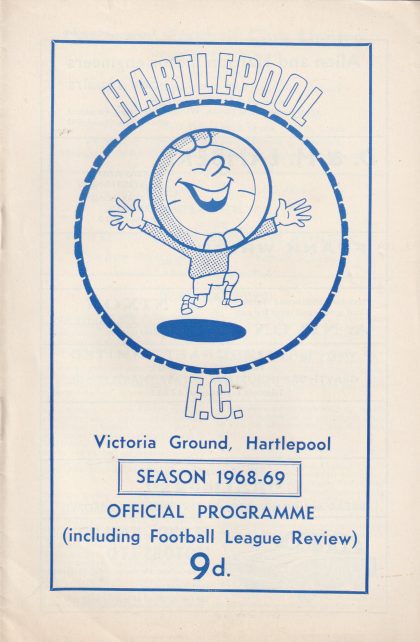 HARTLEPOOL
F.C.
Victoria Ground, Hartlepool
SEASON 1968-69
OFFICIAL PROGRAMME
(including Football League Review)
9d.